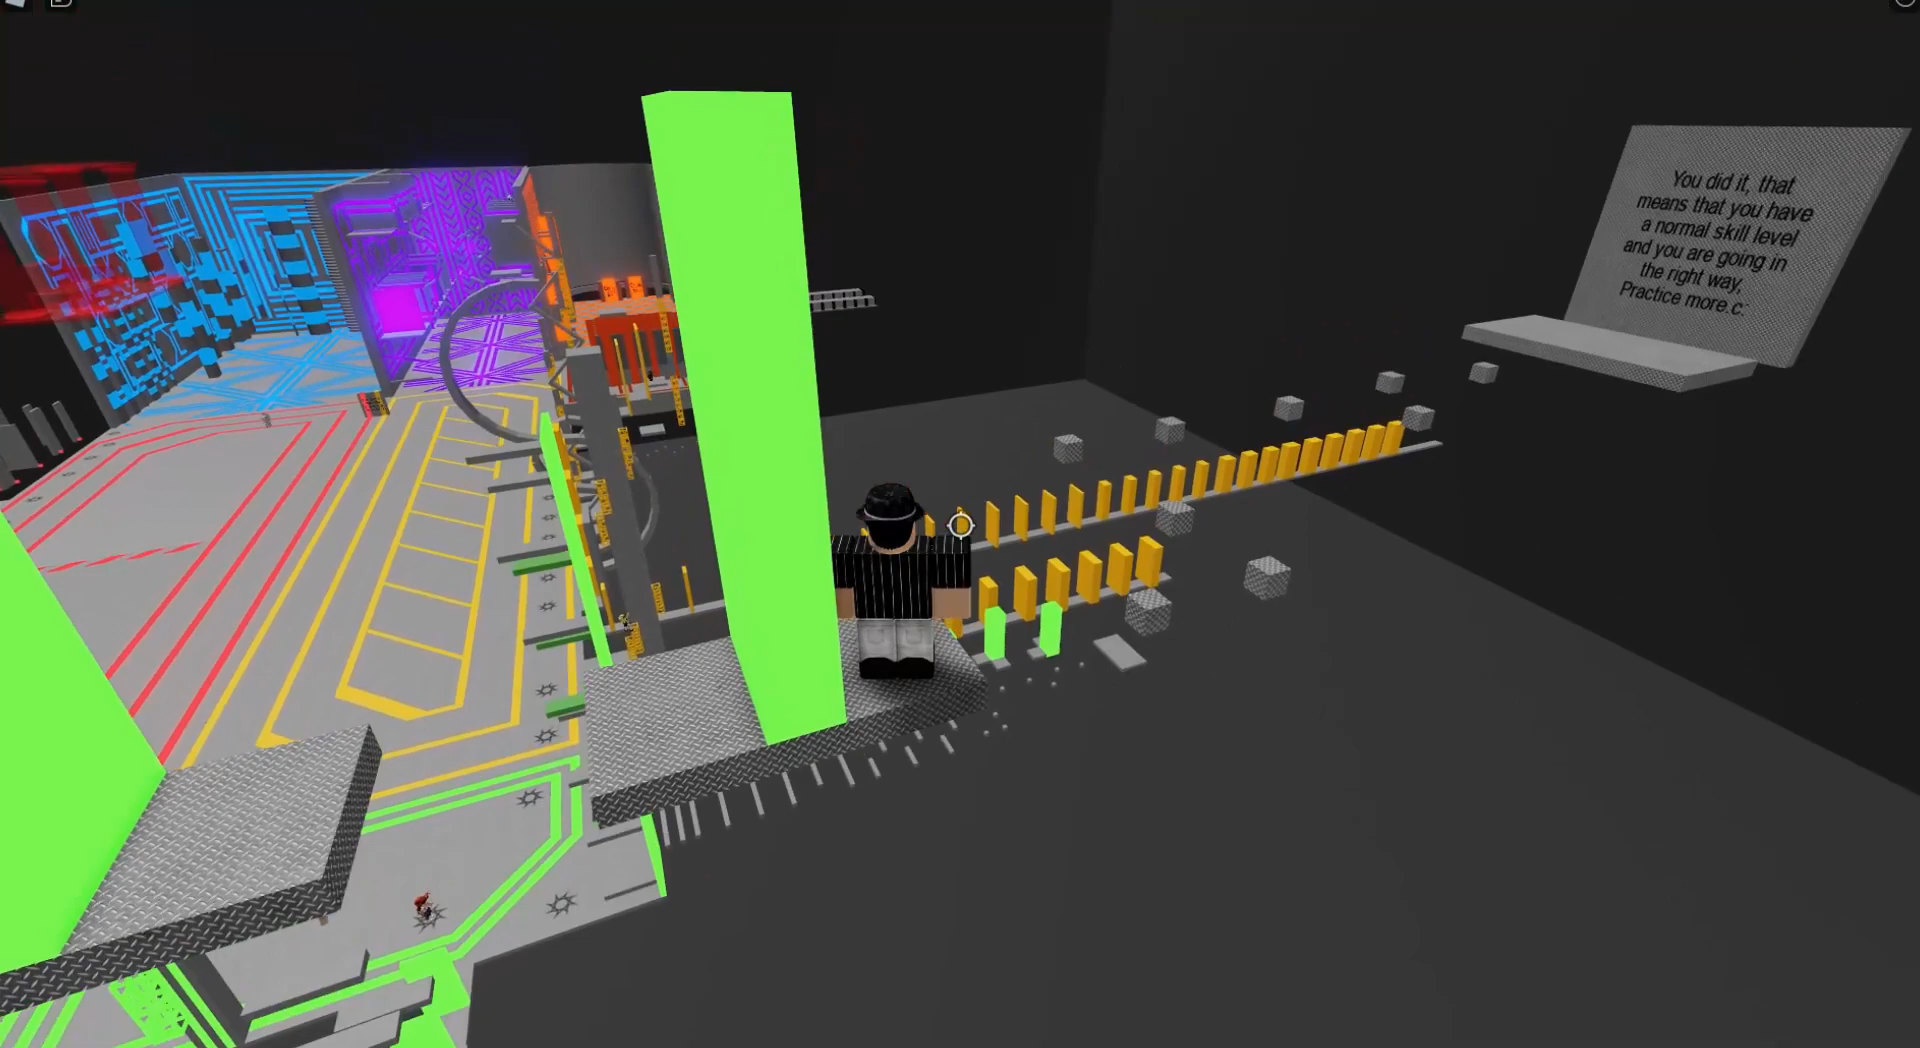 You did it, that
means that you have
a normal skill level
and you are going in
the right way,
Practice more.c: